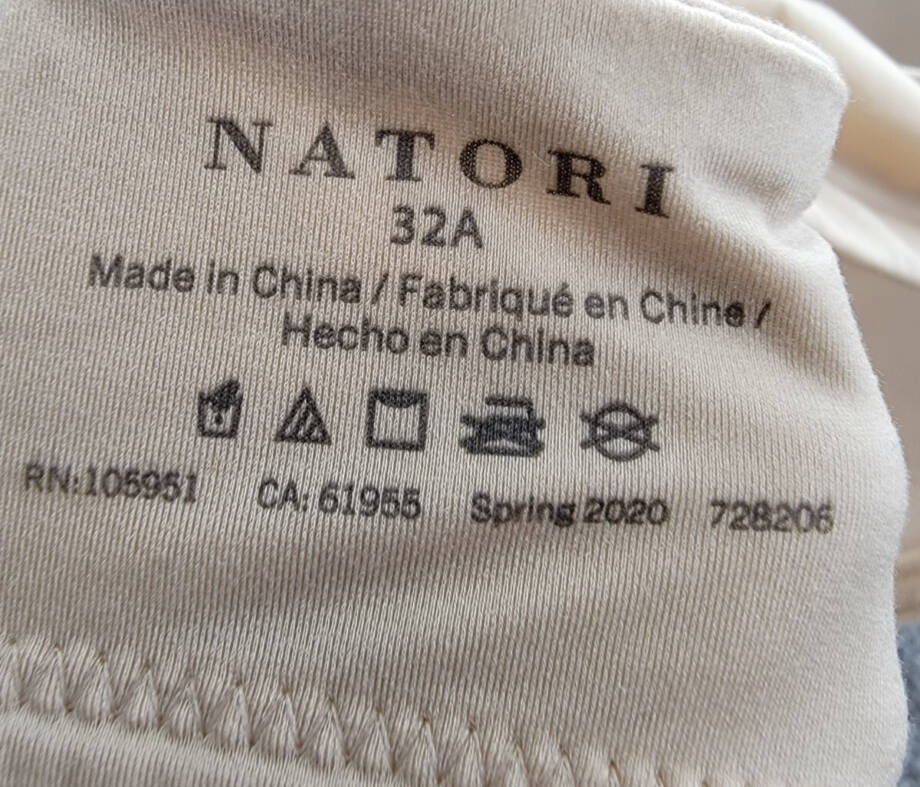 NATORI
32A
Made in China / Fabriqué en Chine /
Hecho en China
RN:105951 CA: 61955 Spring 2020 728206